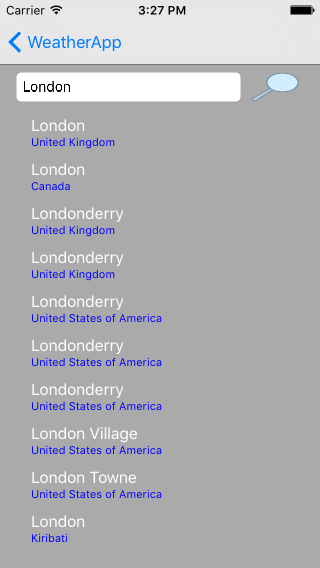 Carrier 3:27 PM
WeatherApp
London
London
United Kingdom
London
Canada
Londonderry
United Kingdom
Londonderry
United Kingdom
Londonderry
United States of America
Londonderry
United States of America
Londonderry
United States of America
London Village
United States of America
London Towne
United States of America
London
Kiribati